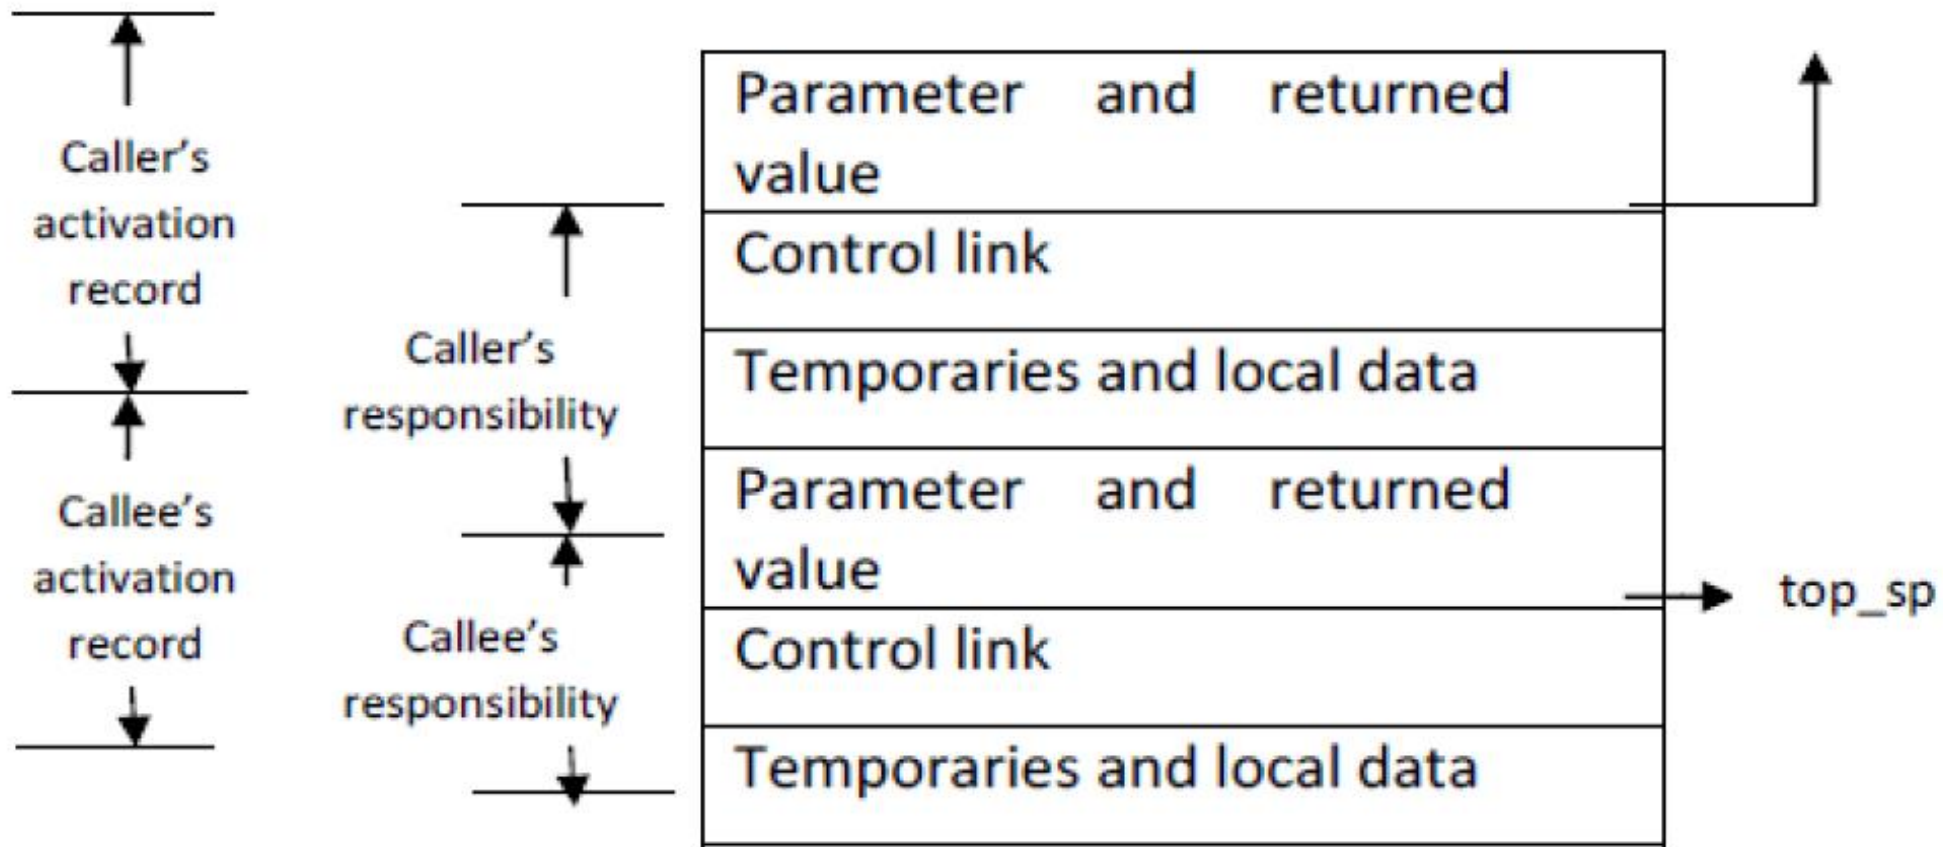 Caller's
activation
record
Callee's
activation
record
Caller's
responsibility
Callee's
responsibility
Parameter and returned
value
Control link
Temporaries and local data
Parameter and returned
value
Control link
Temporaries and local data
top_sp